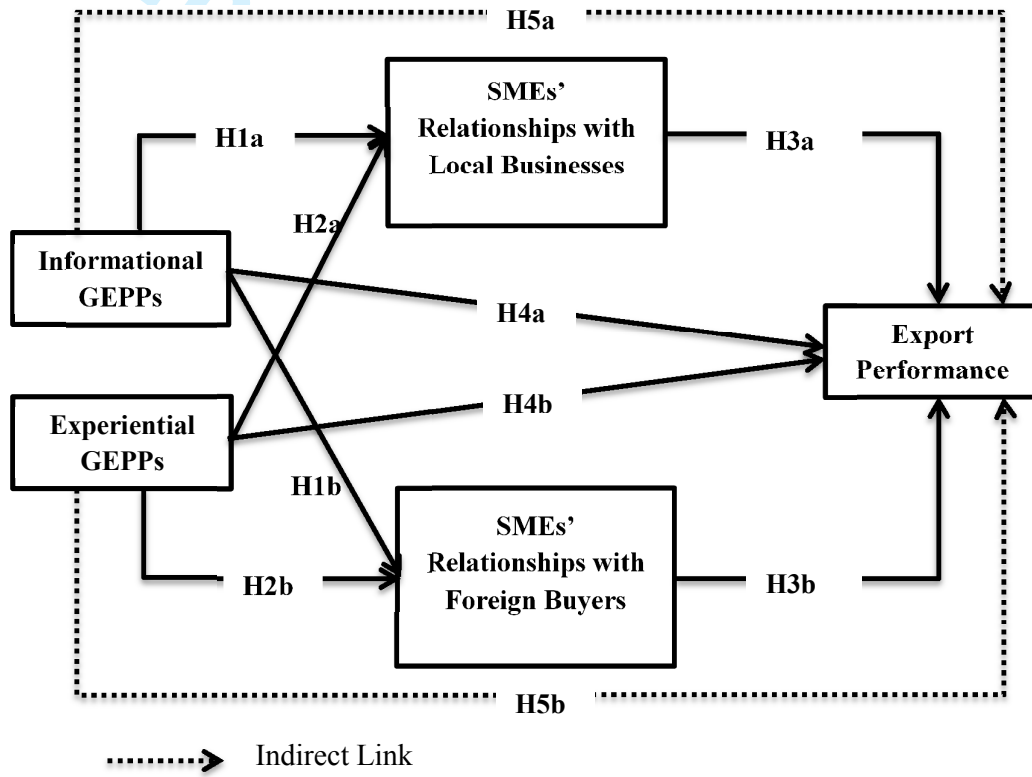 H5a
SMEs'
Relationships with
Local Businesses
H1a
H3a
H2a
Informational
GEPPs
H4a
Export
Performance
Experiential
GEPPs
H4b
H1b
SMEs'
Relationships with
Foreign Buyers
H2b
H3b
H5b
Indirect Link